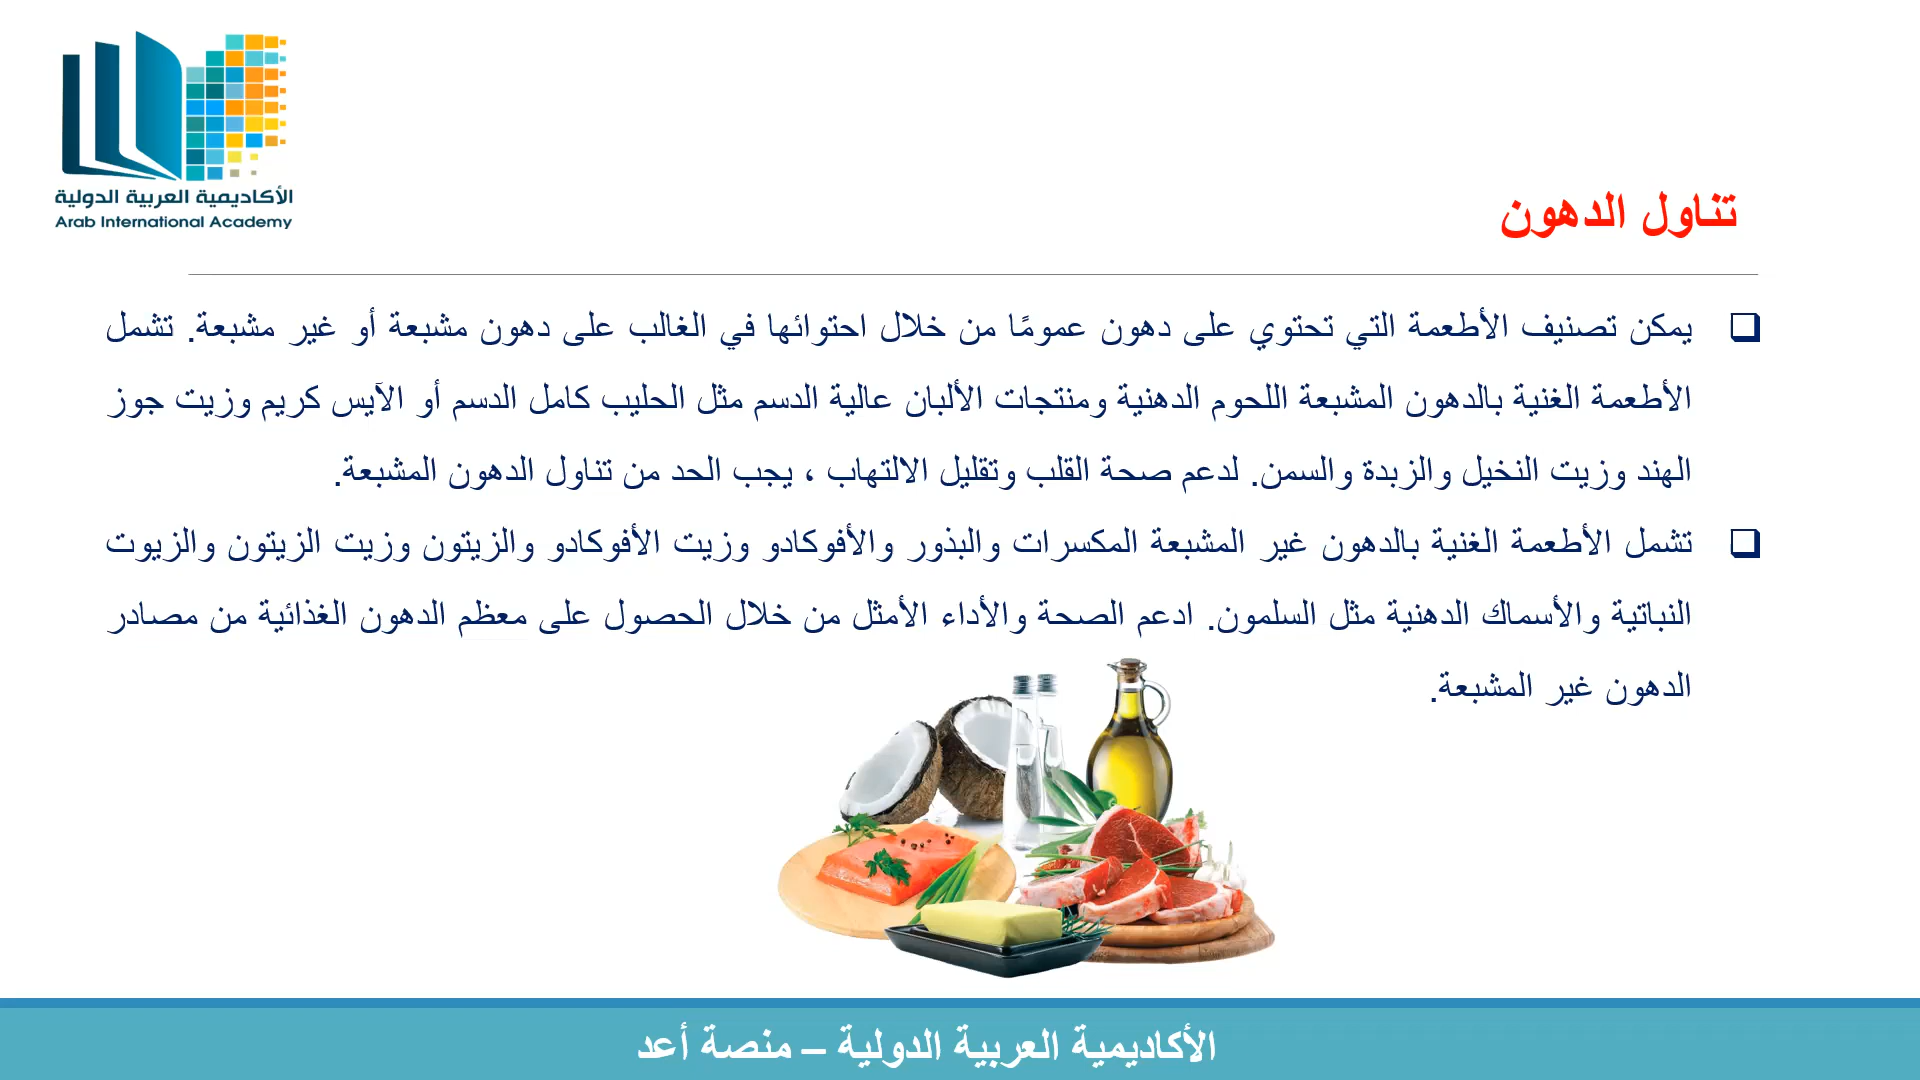 الأكاديمية العربية الدولية
Arab International Academy
تناول الدهون
يمكن تصنيف الأطعمة التي تحتوي على دهون عمومًا من خلال احتوائها في الغالب على دهون مشبعة أو غير مشبعة. تشمل
الأطعمة الغنية بالدهون المشبعة اللحوم الدهنية ومنتجات الألبان عالية الدسم مثل الحليب كامل الدسم أو الآيس كريم وزيت جوز
الهند وزيت النخيل والزبدة والسمن. لدعم صحة القلب وتقليل الالتهاب ، يجب الحد من تناول الدهون المشبعة.
تشمل الأطعمة الغنية بالدهون غير المشبعة المكسرات والبذور والأفوكادو وزيت الأفوكادو والزيتون وزيت الزيتون والزيوت
النباتية والأسماك الدهنية مثل السلمون. ادعم الصحة والأداء الأمثل من خلال الحصول على معظم الدهون الغذائية من مصادر
الدهون غير المشبعة.
الأكاديمية العربية الدولية – منصة أعد